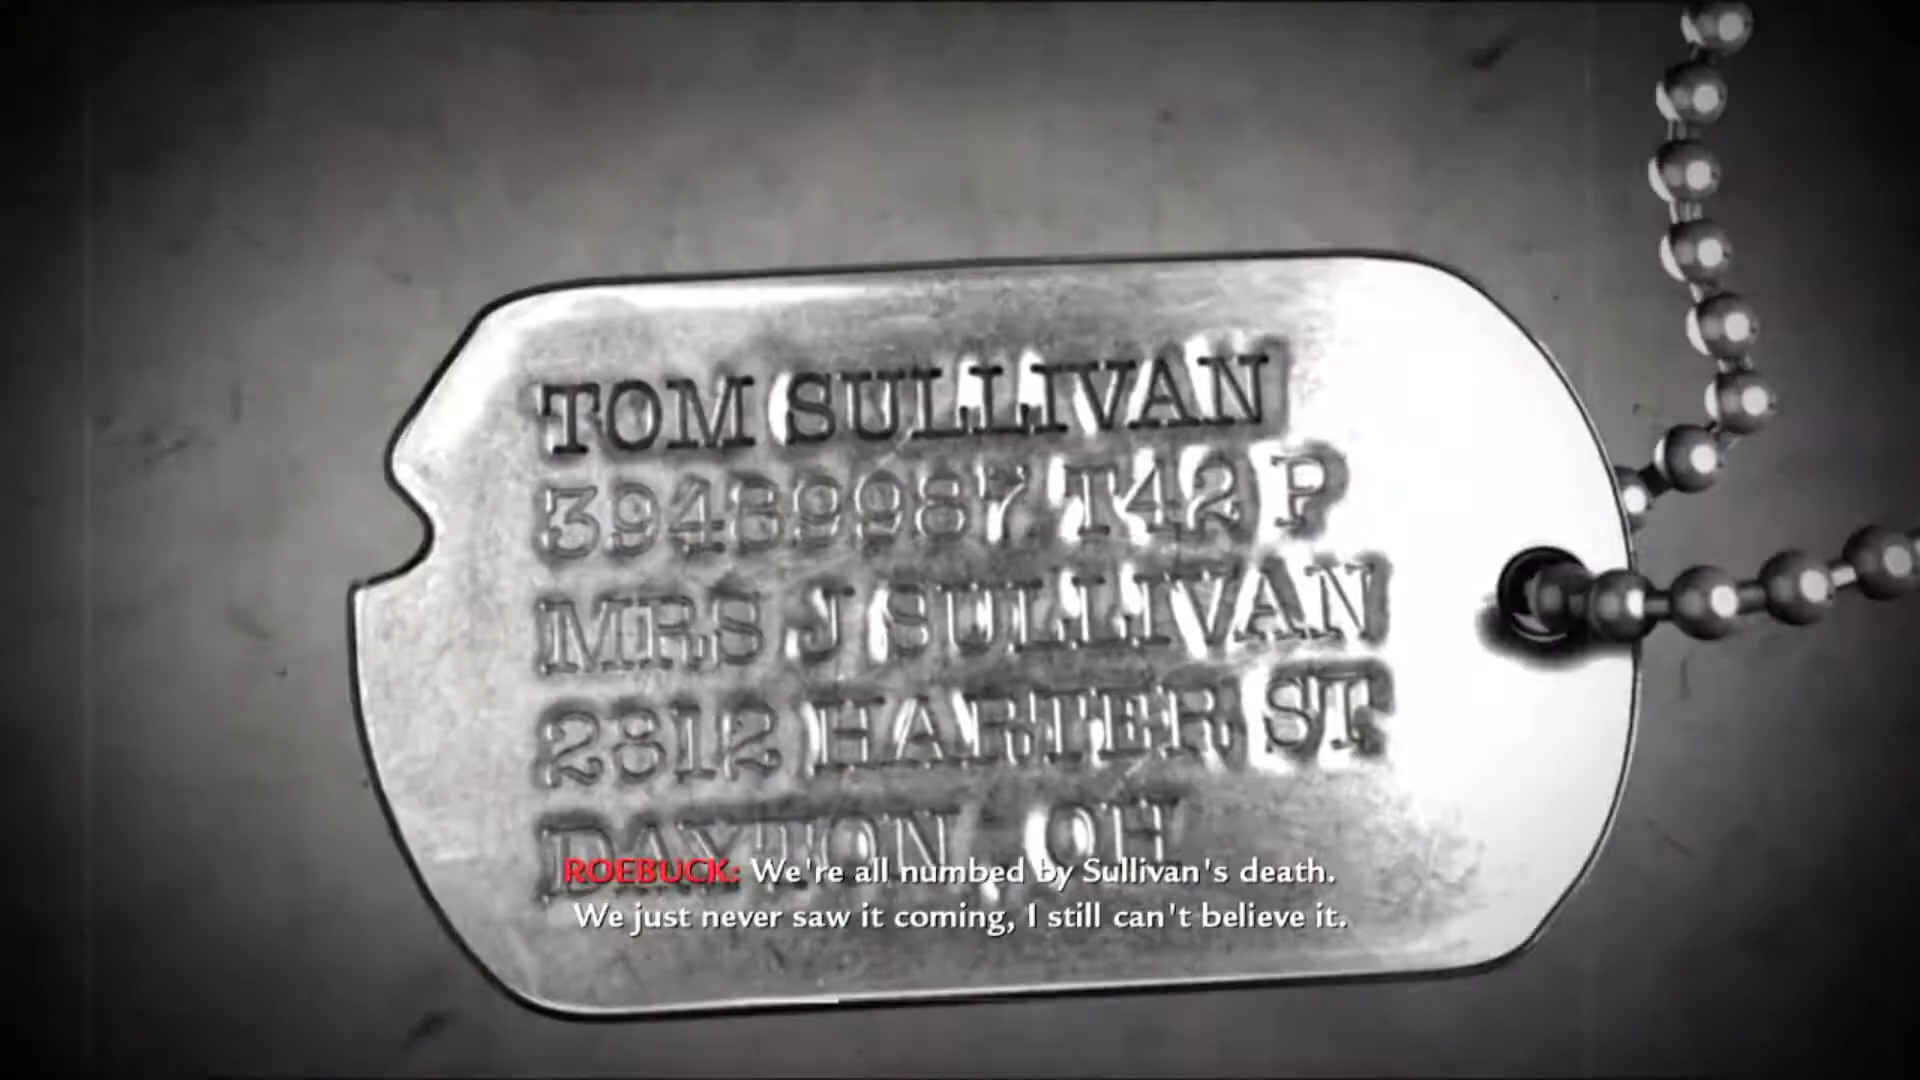 TOM SULLIVAN
39489987 T42 P
MRS J SULLIVAN
2812 HARTER ST
DAYTON, OH
ROEBUCK: We're all numbed by Sullivan's death.
We just never saw it coming, I still can't believe it.